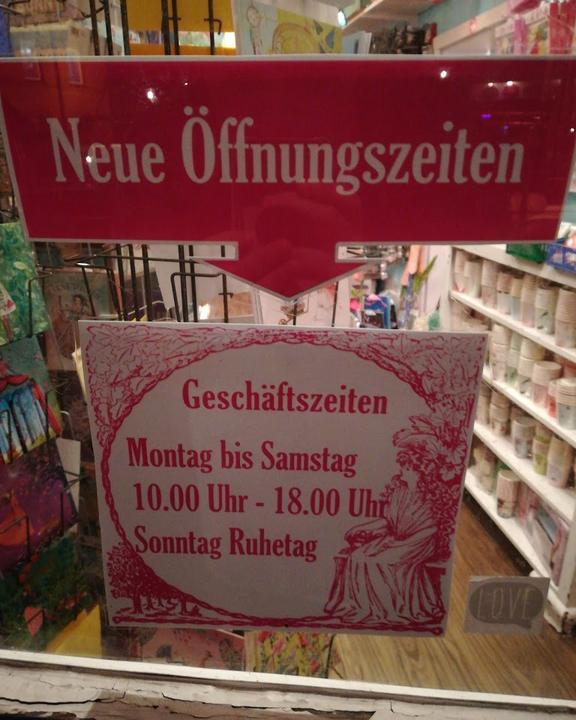 Neue Öffnungszeiten
Geschäftszeiten
Montag bis Samstag
10.00 Uhr - 18.00 Uhr
Sonntag Ruhetag
LOVE